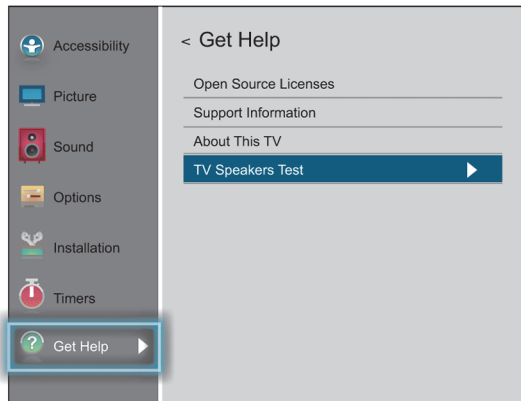 Accessibility
Picture
Sound
Options
Installation
Timers
Get Help
< Get Help
Open Source Licenses
Support Information
About This TV
TV Speakers Test